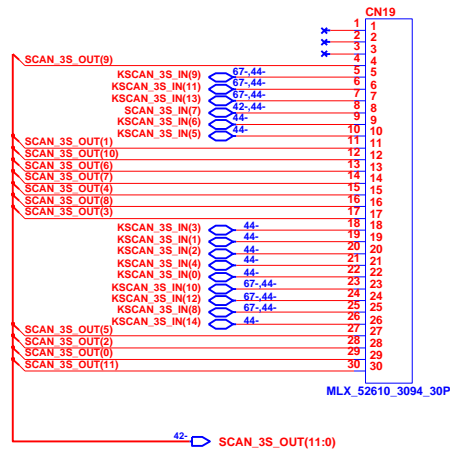 CN19
1 1
2 2
3 3
SCAN_3S_OUT(9) 4 4
KSCAN_3S_IN(9) 67-,44- 5 5
KSCAN_3S_IN(11) 67-,44- 6 6
KSCAN_3S_IN(13) 67-,44- 7 7
SCAN_3S_IN(7) 42-,44- 8 8
KSCAN_3S_IN(6) 44- 9 9
KSCAN_3S_IN(5) 44- 10 10
SCAN_3S_OUT(1) 11 11
SCAN_3S_OUT(10) 12 12
SCAN_3S_OUT(6) 13 13
SCAN_3S_OUT(7) 14 14
SCAN_3S_OUT(4) 15 15
SCAN_3S_OUT(8) 16 16
SCAN_3S_OUT(3) 17 17
KSCAN_3S_IN(3) 44- 18 18
KSCAN_3S_IN(1) 44- 19 19
KSCAN_3S_IN(2) 44- 20 20
KSCAN_3S_IN(4) 44- 21 21
KSCAN_3S_IN(0) 44- 22 22
KSCAN_3S_IN(10) 67-,44- 23 23
KSCAN_3S_IN(12) 67-,44- 24 24
KSCAN_3S_IN(8) 67-,44- 25 25
KSCAN_3S_IN(14) 44- 26 26
SCAN_3S_OUT(5) 27 27
SCAN_3S_OUT(2) 28 28
SCAN_3S_OUT(0) 29 29
SCAN_3S_OUT(11) 30 30
MLX_52610_3094_30P
42- SCAN_3S_OUT(11:0)